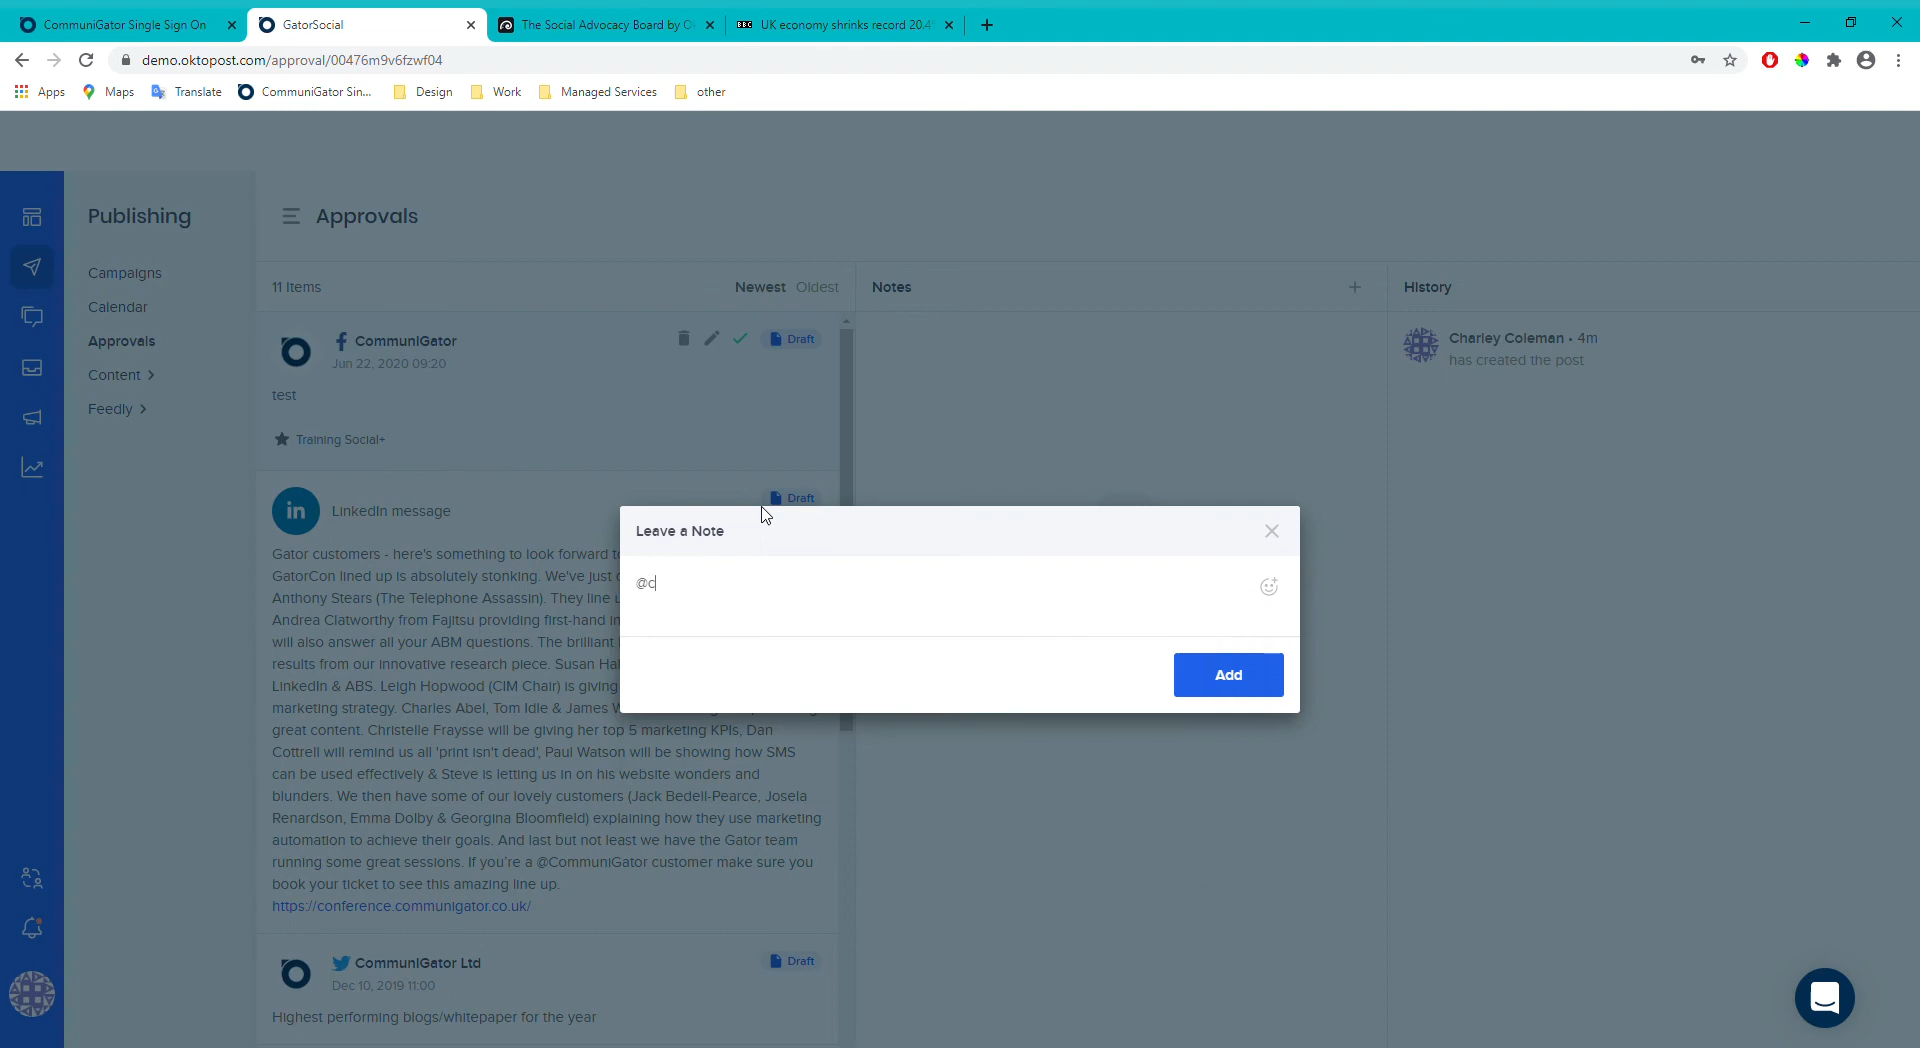 CommuniGator Single Sign On
GatorSocial
The Social Advocacy Board by O
UK economy shrinks record 20.4
demo.oktopost.com/approval/00476m9v6fzwf04
Apps
Maps
Translate
CommuniGator Sin...
Design
Work
Managed Services
other
Publishing
Campaigns
Calendar
Approvals
Content
Feedly
Approvals
11 Items
Newest Oldest
Notes
History
CommuniGator
Jun 22, 2020 09:20
Draft
test
Training Social+
Charley Coleman • 4m
has created the post
in
LinkedIn message
Draft
Gator customers - here's something to look forward to
GatorCon lined up is absolutely stonking. We've just
Anthony Stears (The Telephone Assassin). They line
Andrea Clatworthy from Fajitsu providing first-hand
will also answer all your ABM questions. The brilliant
results from our innovative research piece. Susan
LinkedIn & ABS. Leigh Hopwood (CIM Chair) is giving
marketing strategy. Charles Abel, Tom Idle & James
great content. Christelle Fraysse will be giving her top 5 marketing KPIs, Dan
Cottrell will remind us all 'print isn't dead', Paul Watson will be showing how SMS
can be used effectively & Steve is letting us in on his website wonders and
blunders. We then have some of our lovely customers (Jack Bedell-Pearce, Josela
Renardson, Emma Dolby & Georgina Bloomfield) explaining how they use marketing
automation to achieve their goals. And last but not least we have the Gator team
running some great sessions. If you're a @CommuniGator customer make sure you
book your ticket to see this amazing line up.
https://conference.communigator.co.uk/
Leave a Note
@c
Add
CommuniGator Ltd
Dec 10, 2019 11:00
Draft
Highest performing blogs/whitepaper for the year